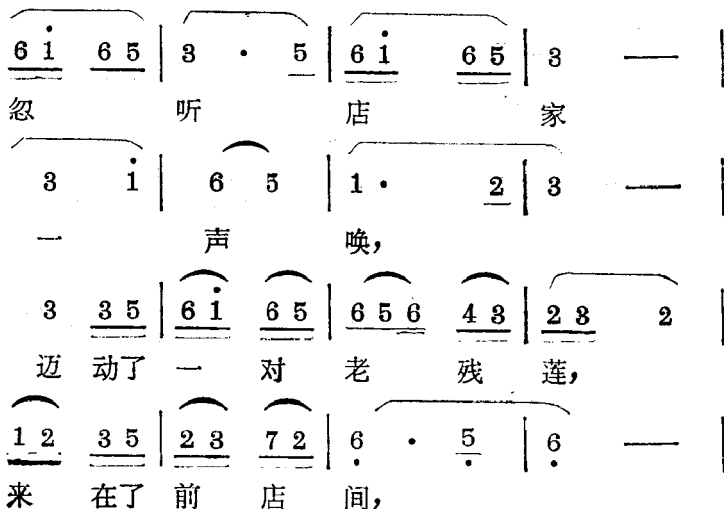 6 1 6 5 | 3 · 5 | 6 1 6 5 | 3 — |
忽 听 店 家
3 1 | 6 5 | 1 · 2 | 3 — |
一 声 唤，
3 3 5 | 6 1 6 5 | 6 5 6 4 3 | 2 3 2 |
迈 动了 一 对 老 残 莲，
1 2 3 5 | 2 3 7 2 | 6 · 5 | 6 — |
来 在了 前 店 间，